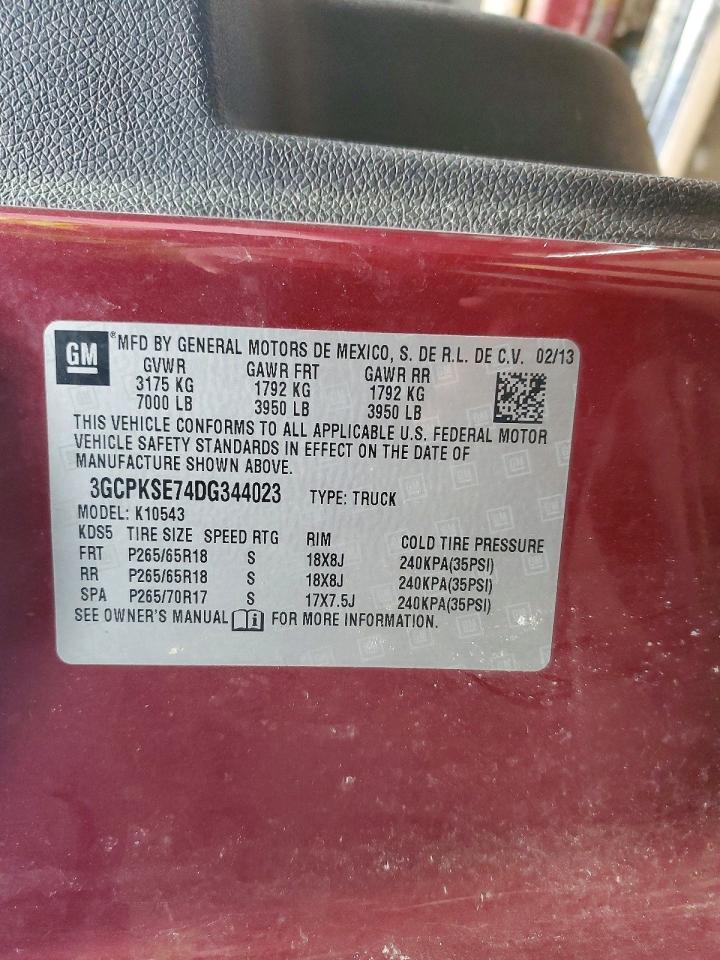 GM ®MFD BY GENERAL MOTORS DE MEXICO, S. DE R.L. DE C.V. 02/13
GVWR GAWR FRT GAWR RR
3175 KG 1792 KG 1792 KG
7000 LB 3950 LB 3950 LB
THIS VEHICLE CONFORMS TO ALL APPLICABLE U.S. FEDERAL MOTOR
VEHICLE SAFETY STANDARDS IN EFFECT ON THE DATE OF
MANUFACTURE SHOWN ABOVE.
3GCPKSE74DG344023 TYPE: TRUCK
MODEL: K10543
KDS5 TIRE SIZE SPEED RTG RIM COLD TIRE PRESSURE
FRT P265/65R18 S 18X8J 240KPA(35PSI)
RR P265/65R18 S 18X8J 240KPA(35PSI)
SPA P265/70R17 S 17X7.5J 240KPA(35PSI)
SEE OWNER'S MANUAL i FOR MORE INFORMATION.